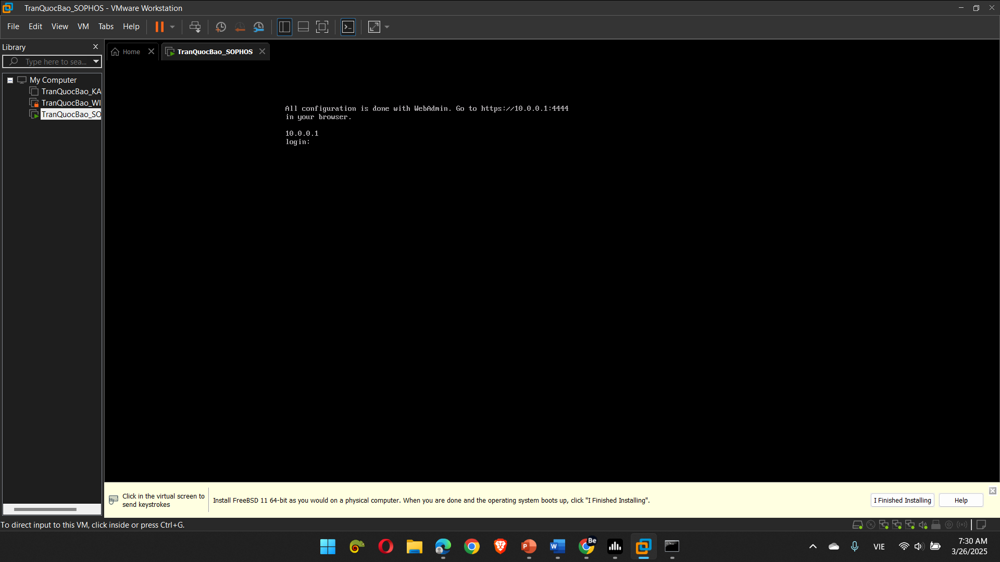 TranQuocBao_SOPHOS - VMware Workstation
File Edit View VM Tabs Help
Library
Home
TranQuocBao_SOPHOS
Type here to sea...
My Computer
TranQuocBao_KA
TranQuocBao_WI
TranQuocBao_SO
All configuration is done with WebAdmin. Go to https://10.0.0.1:4444
in your browser.
10.0.0.1
login:
Click in the virtual screen to
send keystrokes
Install FreeBSD 11 64-bit as you would on a physical computer. When you are done and the operating system boots up, click "I Finished Installing".
I Finished Installing
Help
To direct input to this VM, click inside or press Ctrl+G.
P
W
Be
VIE
7:30 AM
3/26/2025